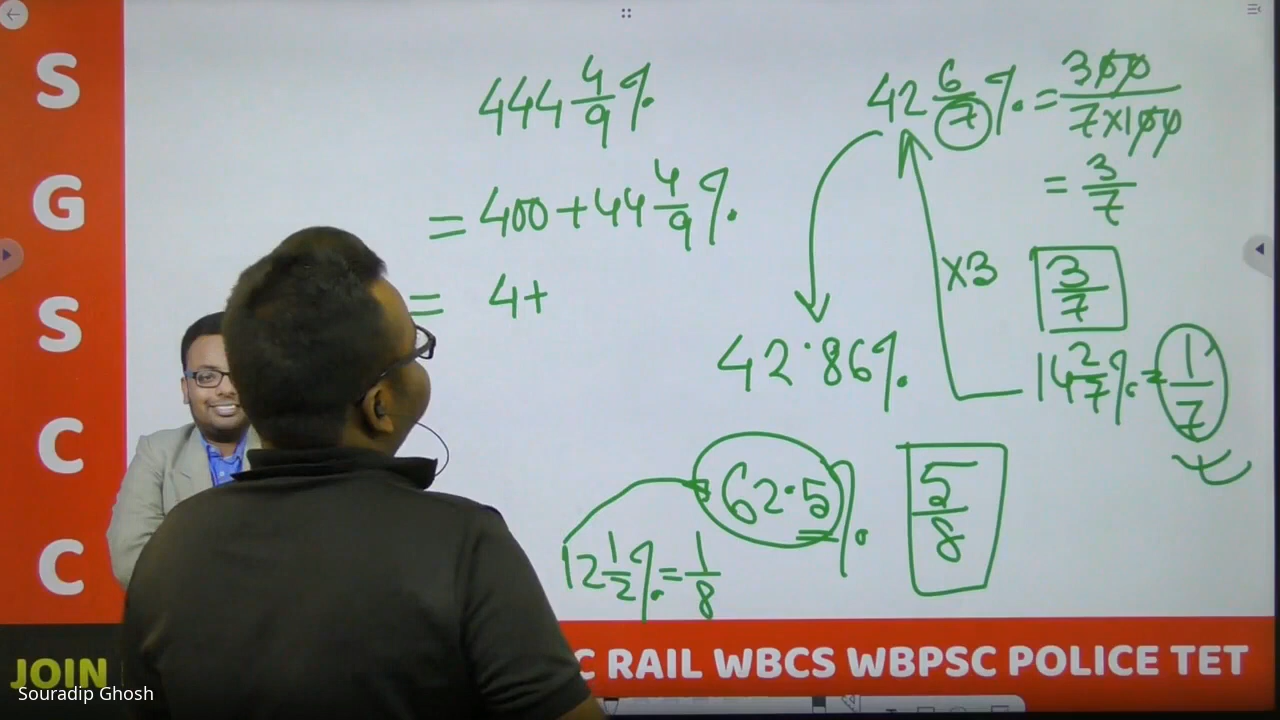 S
G
S
C
C
444 4/9 %
= 400 + 44 4/9 %.
= 4+
42 6/7 %. = 300/7×100
= 3/7
×3
3/7
42.86%.
14 2/7 %. = 1/7
62.5%.
5/8
12 1/2 %. = 1/8
JOIN
C RAIL WBCS WBPSC POLICE TET
Souradip Ghosh